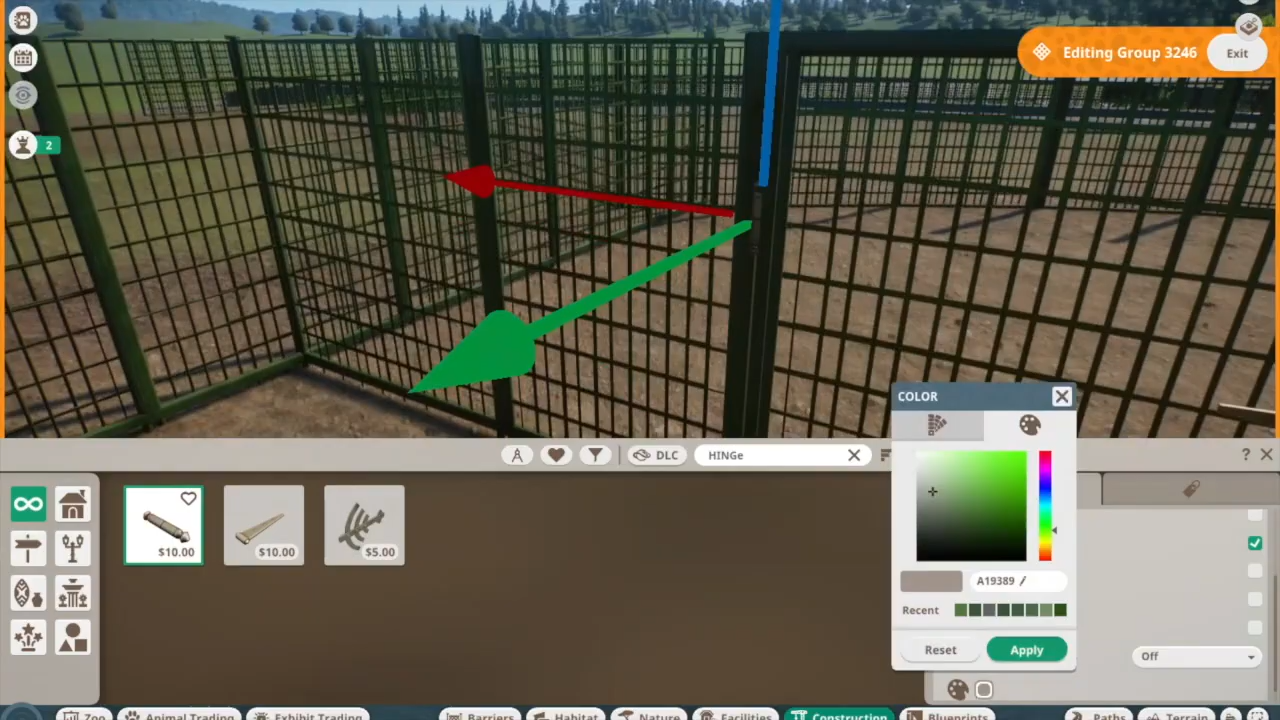 Editing Group 3246
Exit
2
COLOR
DLC
HINGe
?
$10.00
$10.00
$5.00
A19389
Recent
Reset
Apply
Off
Zoo
Animal Trading
Exhibit Trading
Barriers
Habitat
Nature
Facilities
Construction
Blueprints
Paths
Terrain